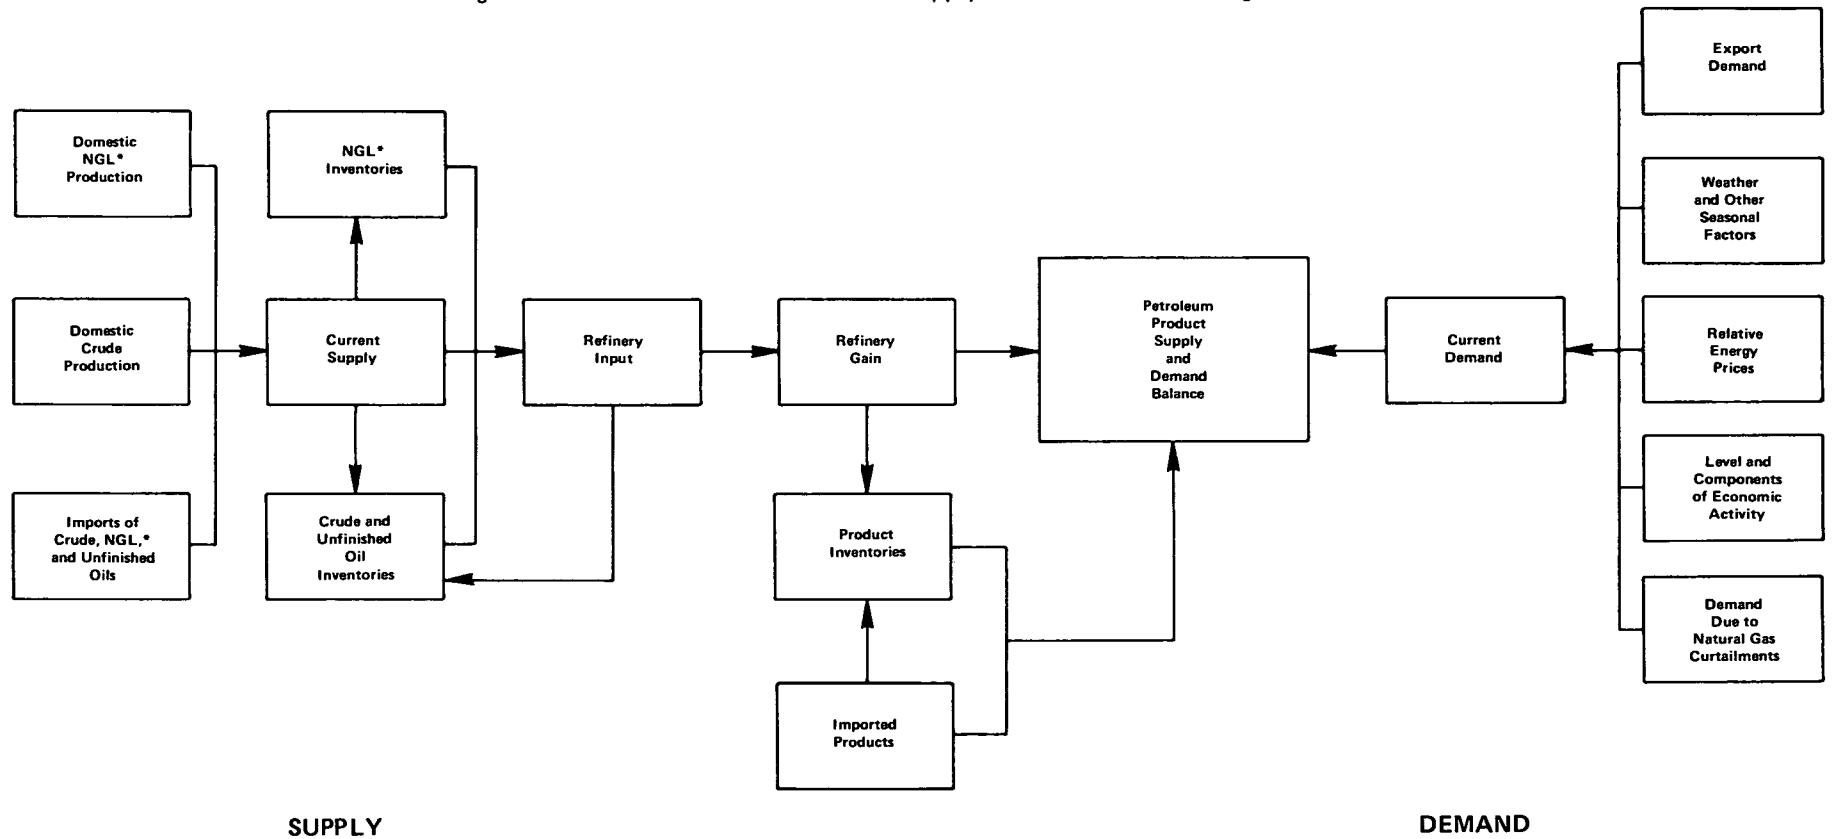 Export
Demand
Domestic
NGL*
Production
NGL*
Inventories
Weather
and Other
Seasonal
Factors
Domestic
Crude
Production
Current
Supply
Refinery
Input
Refinery
Gain
Petroleum
Product
Supply
and
Demand
Balance
Current
Demand
Relative
Energy
Prices
Imports of
Crude, NGL,*
and Unfinished
Oils
Crude and
Unfinished
Oil
Inventories
Product
Inventories
Level and
Components
of Economic
Activity
Demand
Due to
Natural Gas
Curtailments
Imported
Products
SUPPLY
DEMAND